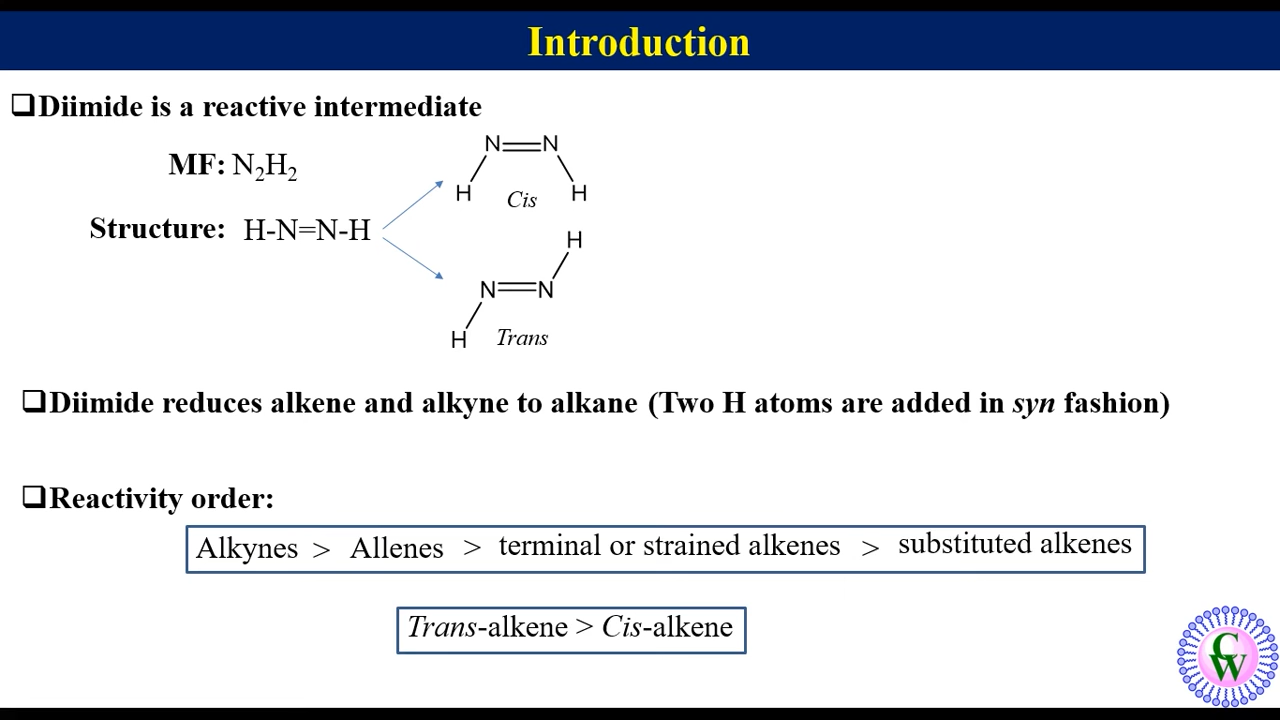 Introduction
❑Diimide is a reactive intermediate
MF: N₂H₂
N=N
H H
Cis
Structure: H-N=N-H
H
N=N
H
Trans
❑Diimide reduces alkene and alkyne to alkane (Two H atoms are added in syn fashion)
❑Reactivity order:
Alkynes > Allenes > terminal or strained alkenes > substituted alkenes
Trans-alkene > Cis-alkene
C
W